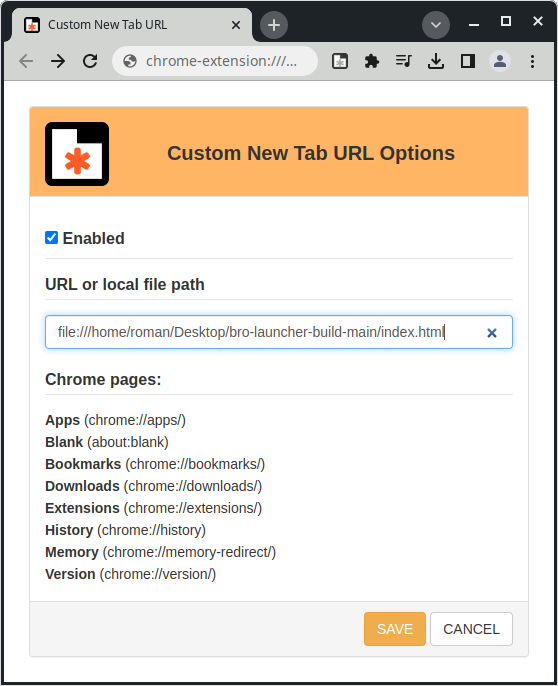 Custom New Tab URL
chrome-extension:///...
Custom New Tab URL Options
Enabled
URL or local file path
file:///home/roman/Desktop/bro-launcher-build-main/index.html
Chrome pages:
Apps (chrome://apps/)
Blank (about:blank)
Bookmarks (chrome://bookmarks/)
Downloads (chrome://downloads/)
Extensions (chrome://extensions/)
History (chrome://history)
Memory (chrome://memory-redirect/)
Version (chrome://version/)
SAVE CANCEL